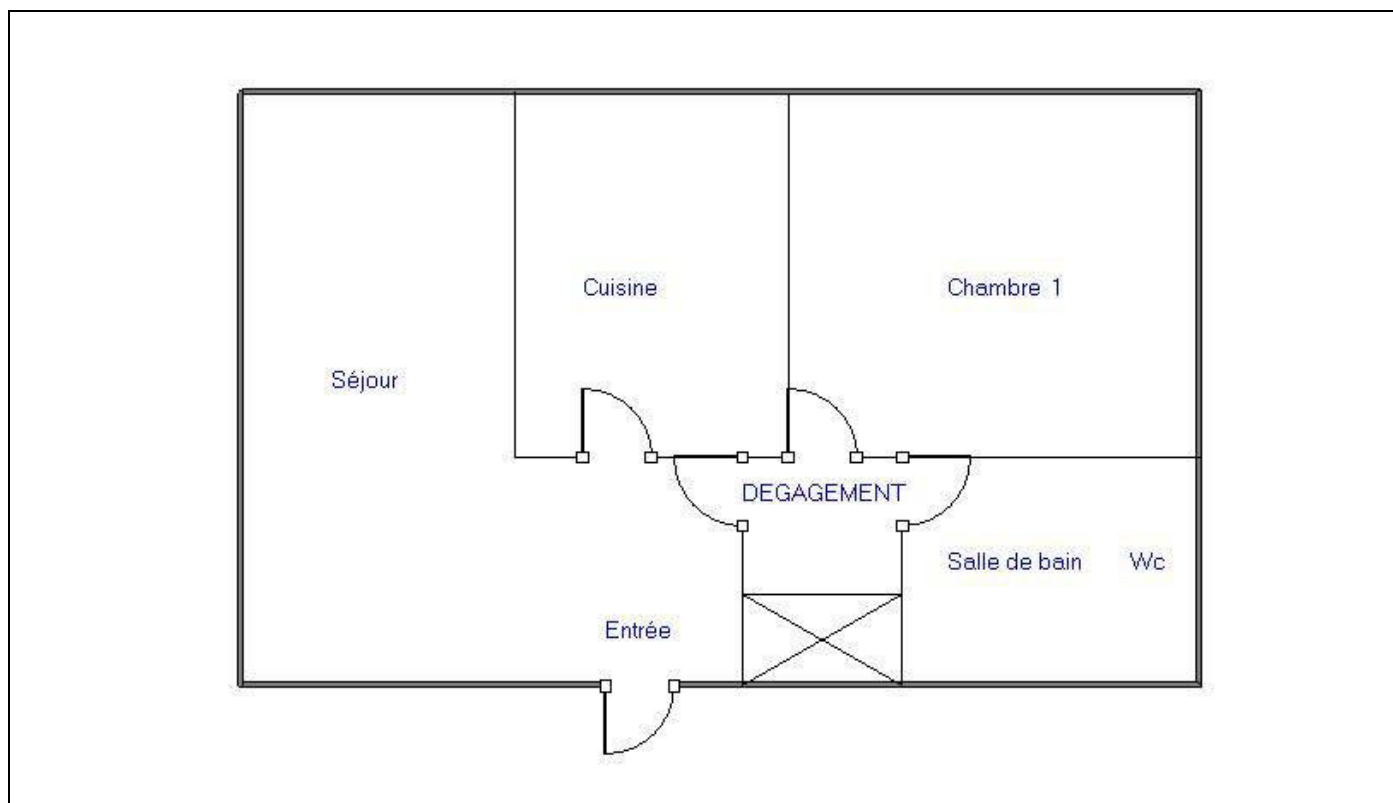 Cuisine
Chambre 1
Séjour
DEGAGEMENT
Salle de bain Wc
Entrée